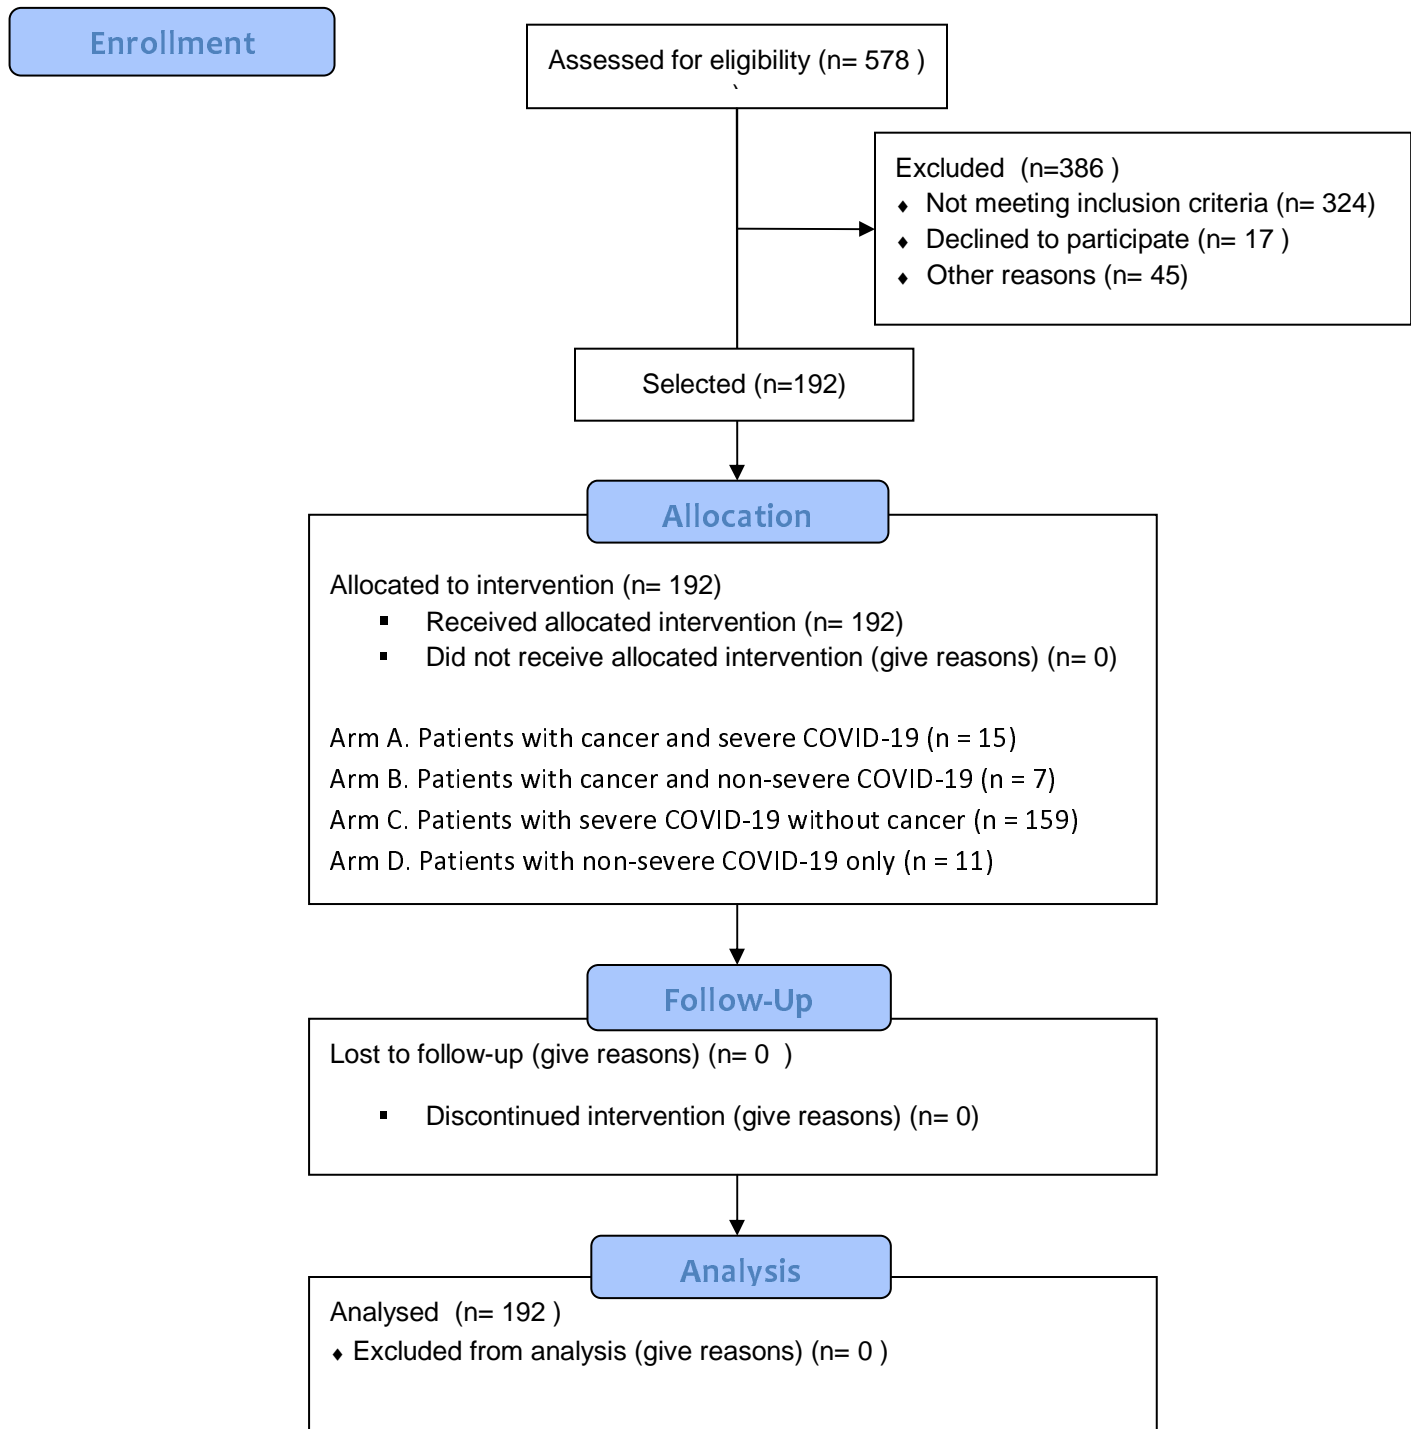 Enrollment
Assessed for eligibility (n= 578 )
`
Excluded  (n=386 )
♦ Not meeting inclusion criteria (n= 324)
♦ Declined to participate (n= 17 )
♦ Other reasons (n= 45)
Selected (n=192)
Allocation
Allocated to intervention (n= 192)
▪ Received allocated intervention (n= 192)
▪ Did not receive allocated intervention (give reasons) (n= 0)
Arm A. Patients with cancer and severe COVID-19 (n = 15)
Arm B. Patients with cancer and non-severe COVID-19 (n = 7)
Arm C. Patients with severe COVID-19 without cancer (n = 159)
Arm D. Patients with non-severe COVID-19 only (n = 11)
Follow-Up
Lost to follow-up (give reasons) (n= 0  )
▪ Discontinued intervention (give reasons) (n= 0)
Analysis
Analysed  (n= 192 )
♦ Excluded from analysis (give reasons) (n= 0 )